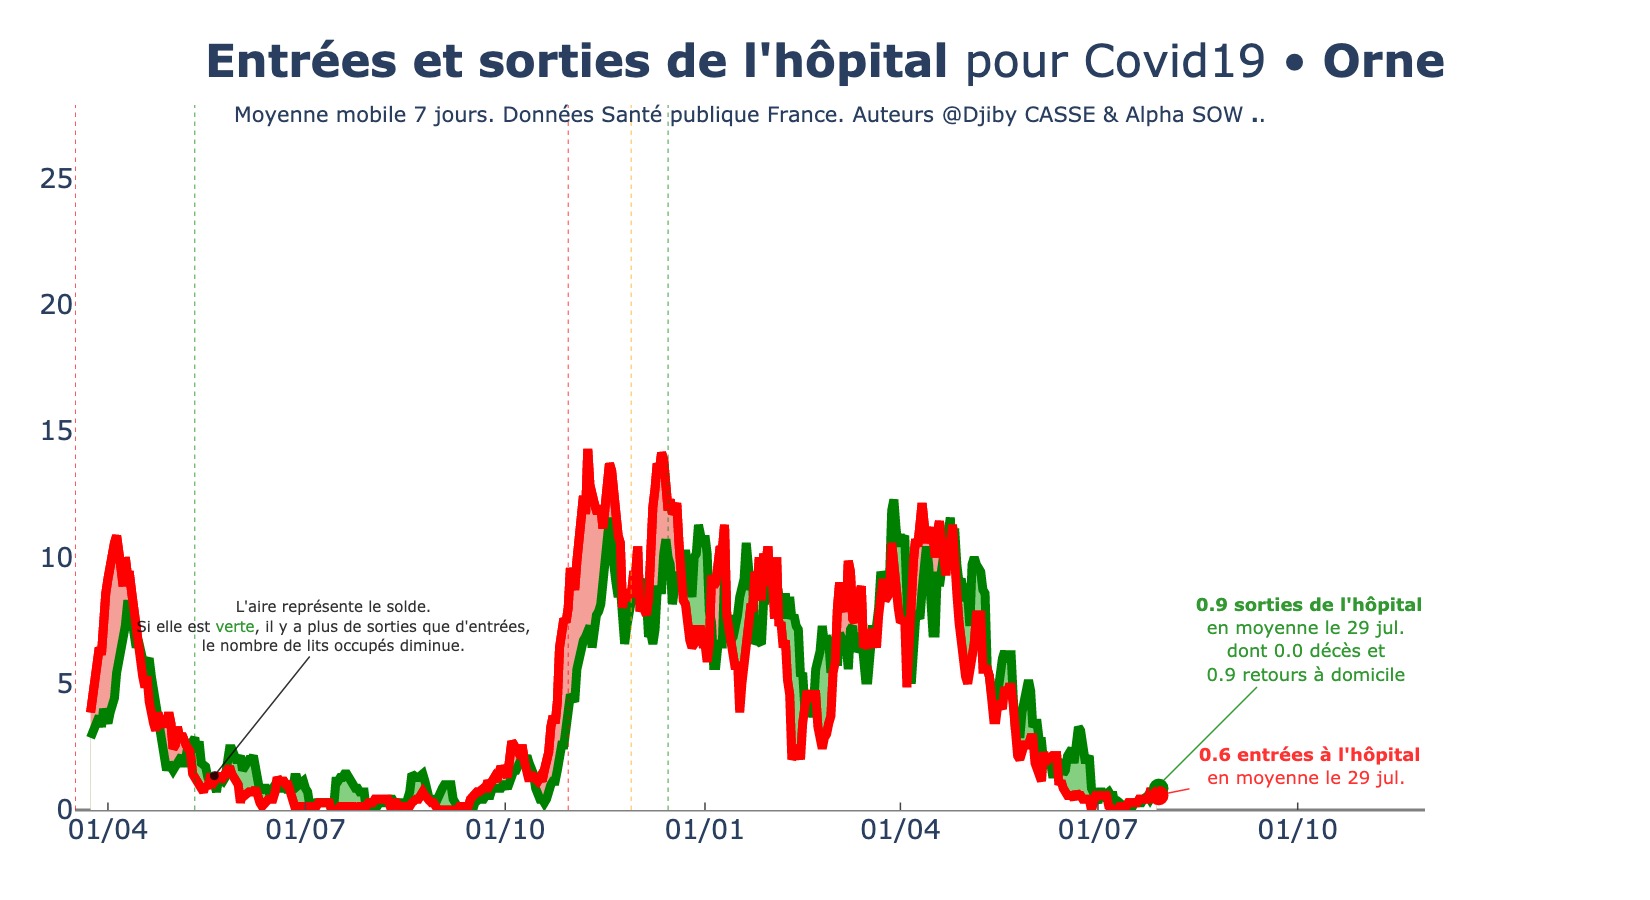 Entrées et sorties de l'hôpital pour Covid19 • Orne
Moyenne mobile 7 jours. Données Santé publique France. Auteurs @Djiby CASSE & Alpha SOW ..
25
20
15
10
5
0
L'aire représente le solde.
Si elle est verte, il y a plus de sorties que d'entrées,
le nombre de lits occupés diminue.
0.9 sorties de l'hôpital
en moyenne le 29 jul.
dont 0.0 décès et
0.9 retours à domicile
0.6 entrées à l'hôpital
en moyenne le 29 jul.
01/04 01/07 01/10 01/01 01/04 01/07 01/10